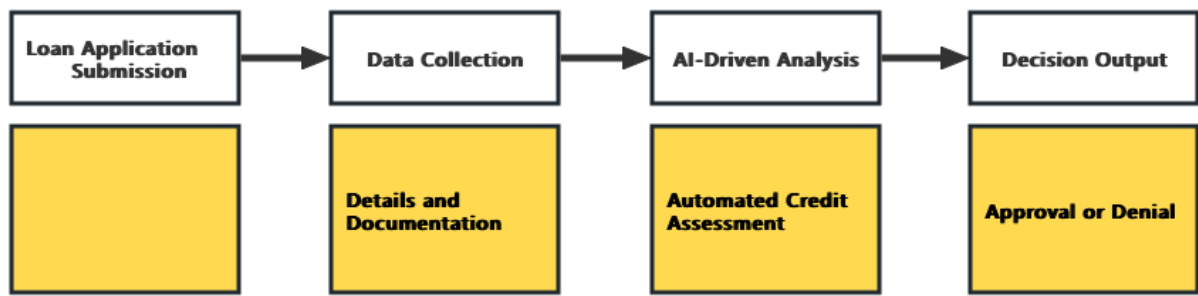 Loan Application
Submission
Data Collection
AI-Driven Analysis
Decision Output
Details and
Documentation
Automated Credit
Assessment
Approval or Denial